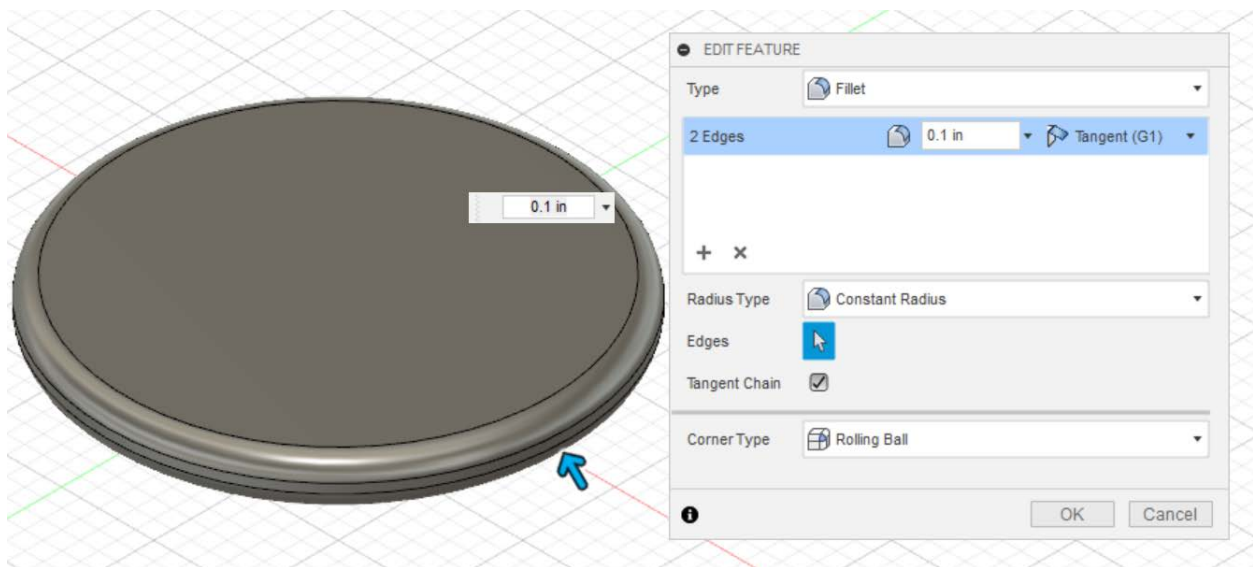 EDIT FEATURE
Type Fillet
2 Edges 0.1 in Tangent (G1)
0.1 in
Radius Type Constant Radius
Edges
Tangent Chain
Corner Type Rolling Ball
OK Cancel